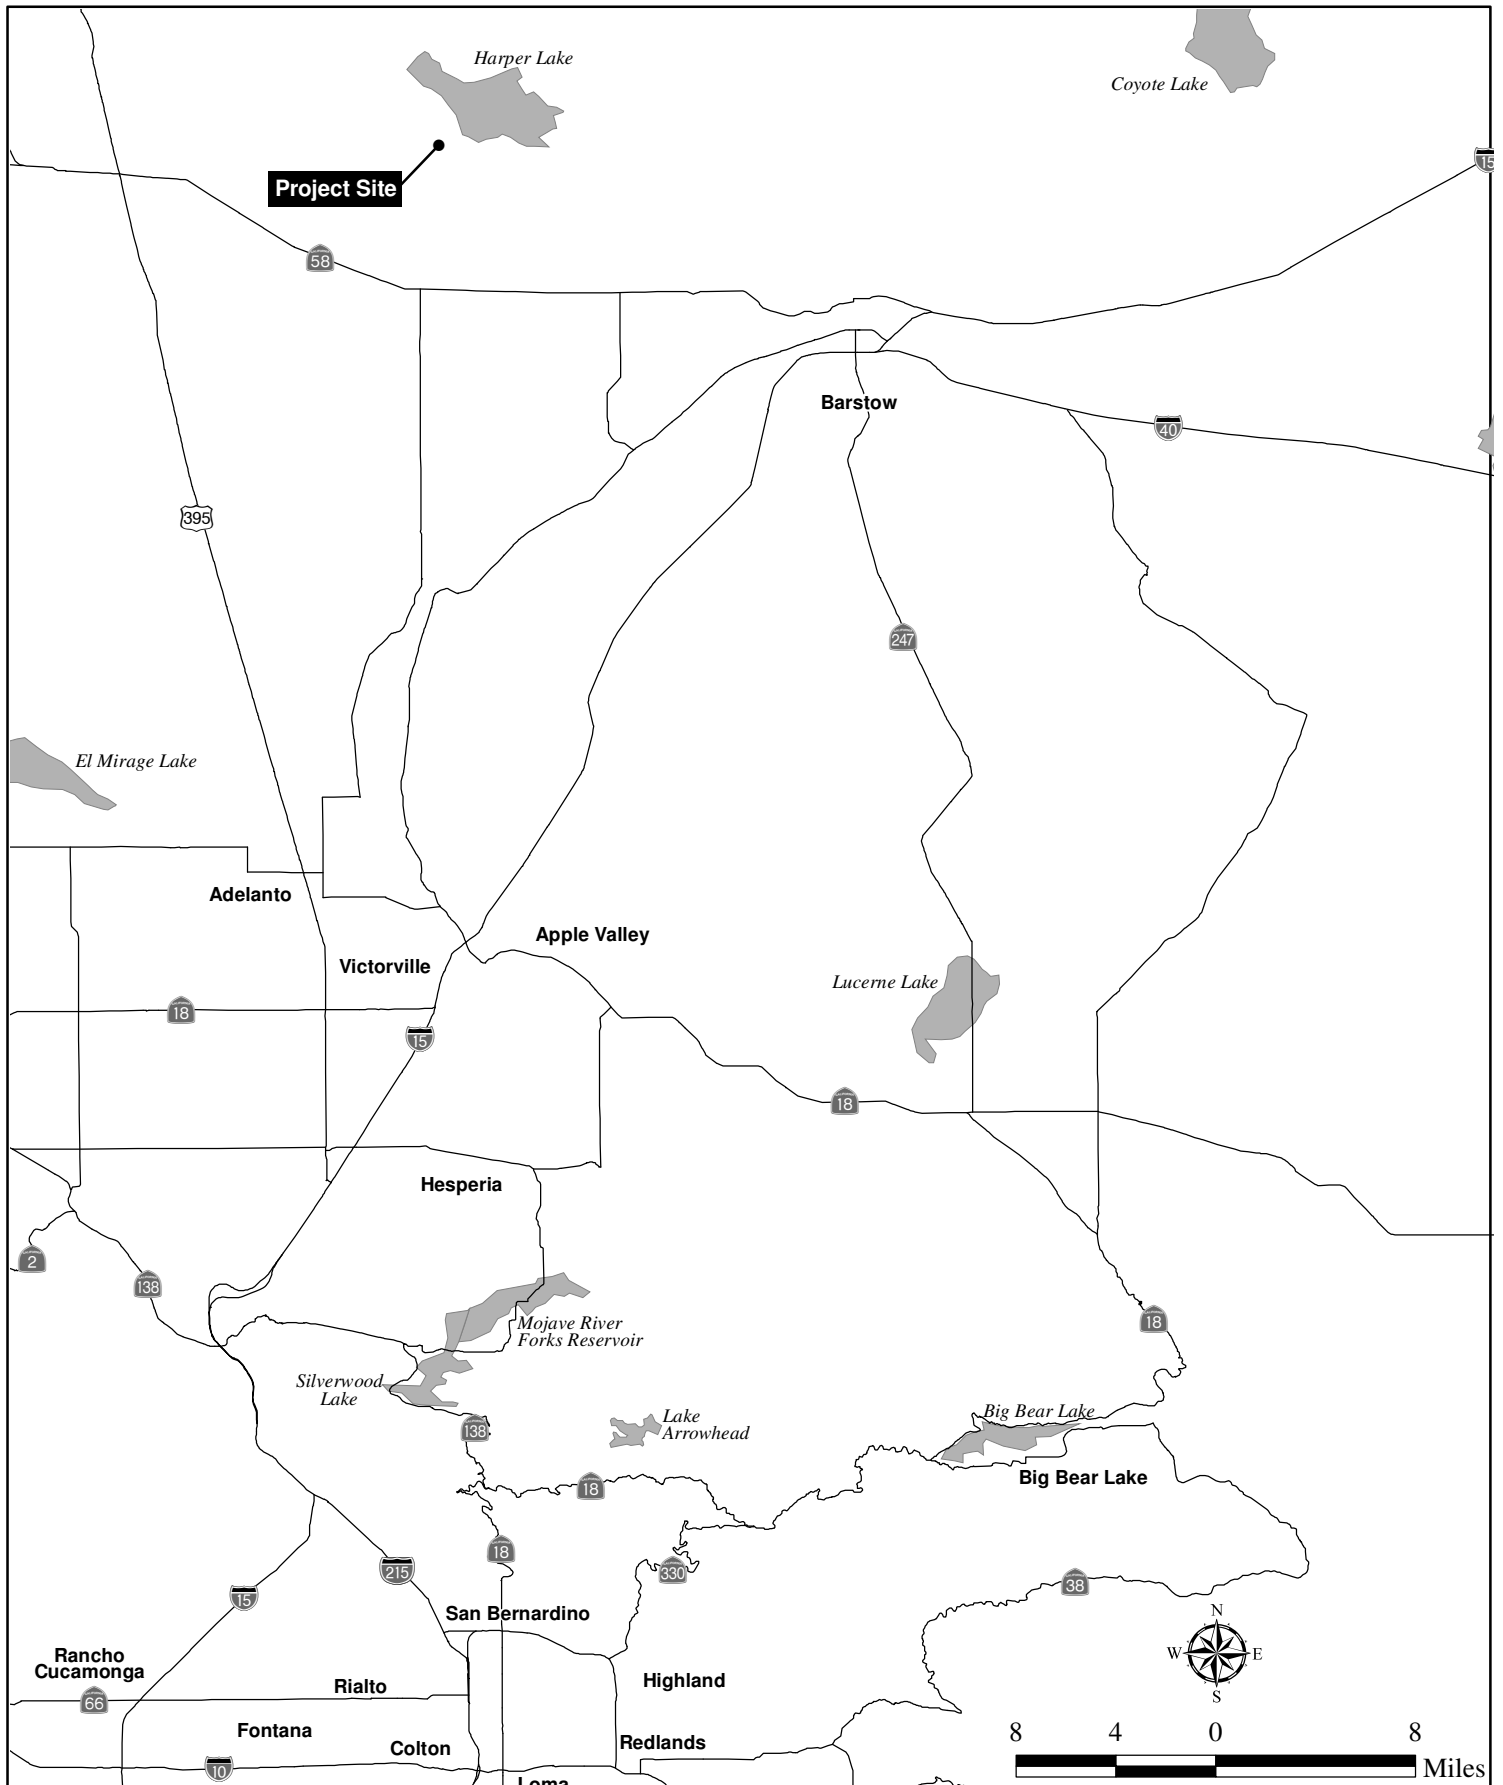 Harper Lake
Coyote Lake
15
Project Site
58
Barstow
40
395
247
El Mirage Lake
Adelanto
Apple Valley
Victorville
Lucerne Lake
18
15
18
Hesperia
2
138
Mojave River
Forks Reservoir
18
Silverwood
Lake
138
Lake
Arrowhead
Big Bear Lake
Big Bear Lake
18
18
330
215
38
15
San Bernardino
N
W
E
S
Rancho
Cucamonga
66
Rialto
Highland
Fontana
Colton
Redlands
10
8 4 0 8
Miles
Loma